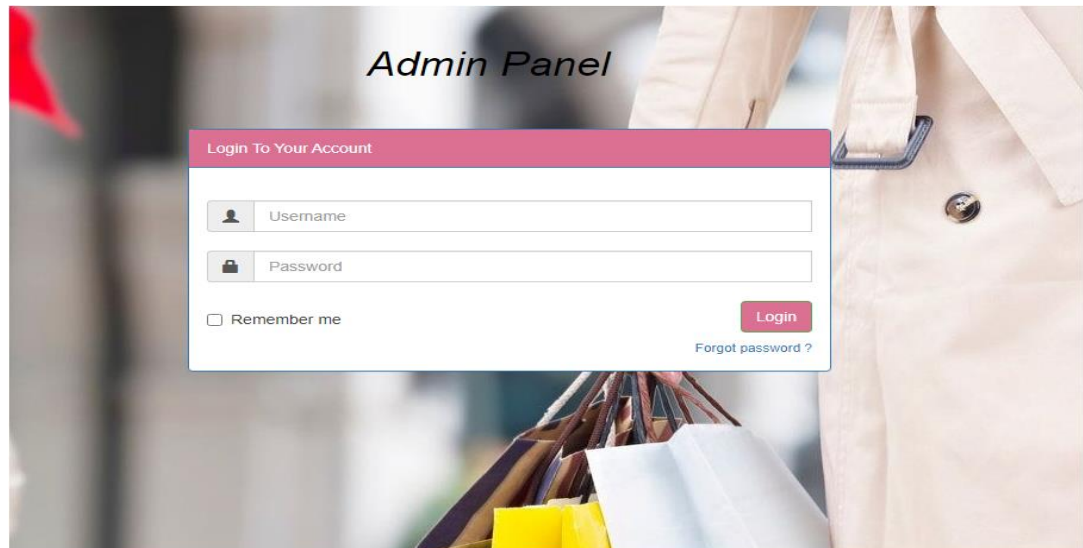 Admin Panel
Login To Your Account
Username
Password
Remember me
Login
Forgot password ?